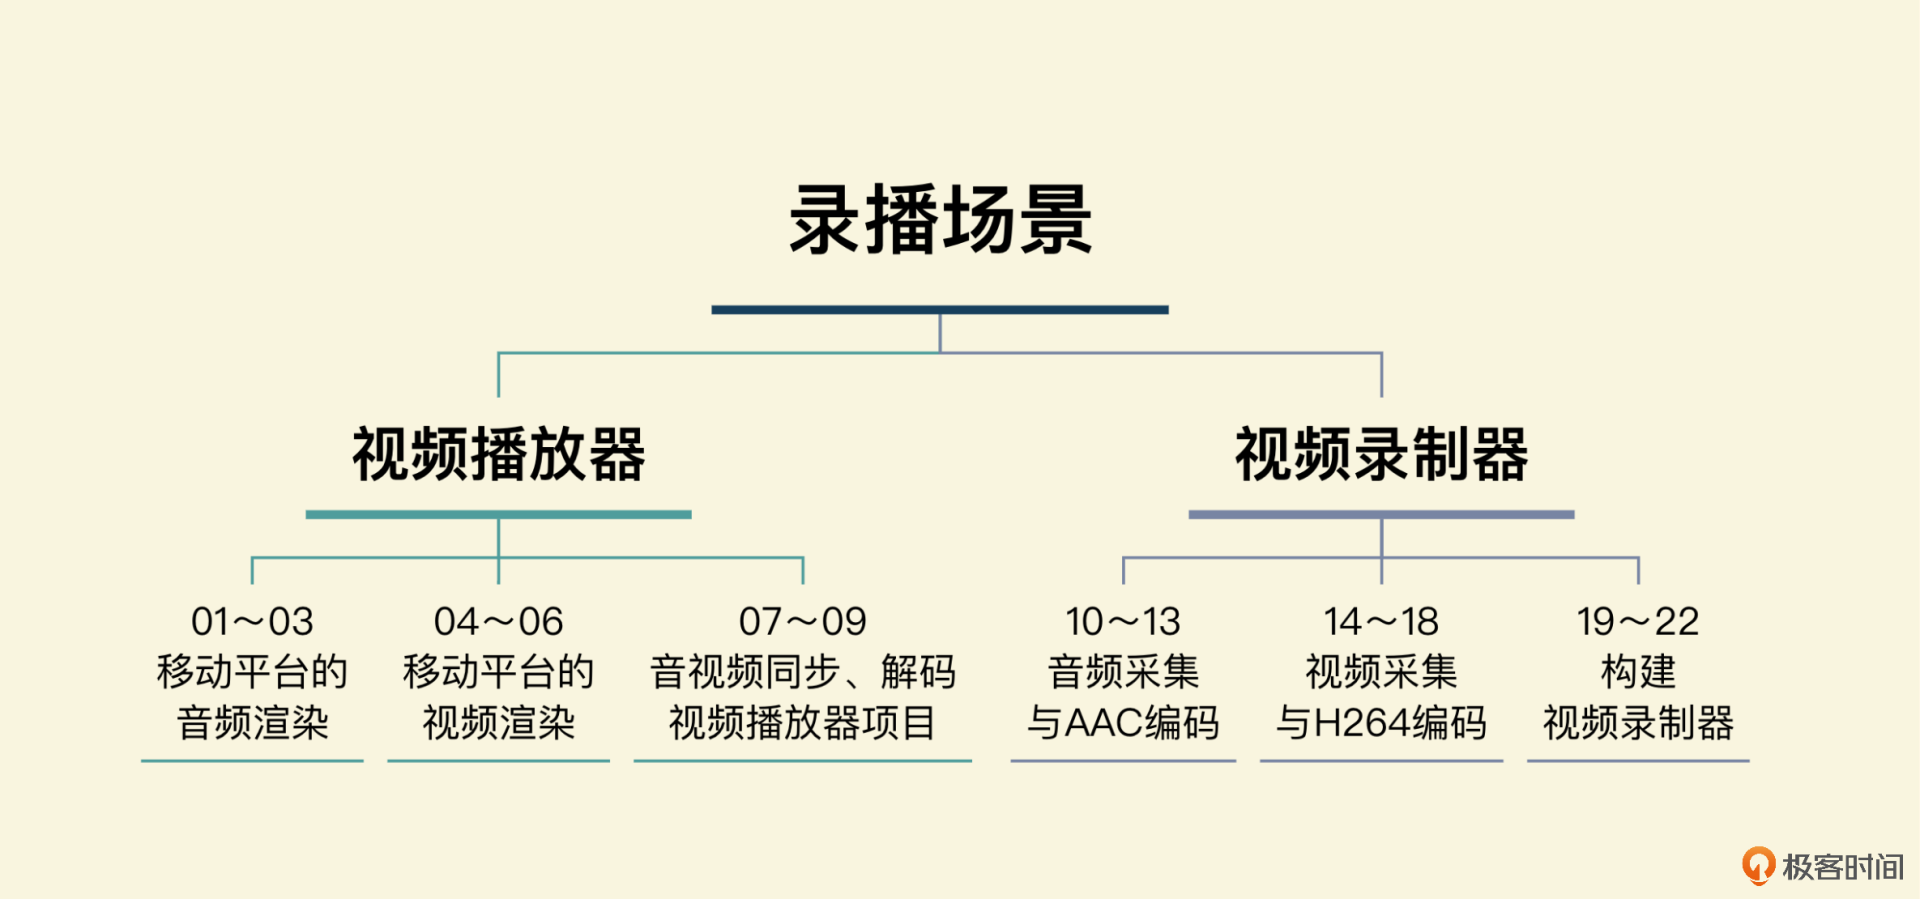 录播场景
视频播放器
视频录制器
01～03
移动平台的
音频渲染
04～06
移动平台的
视频渲染
07～09
音视频同步、解码
视频播放器项目
10～13
音频采集
与AAC编码
14～18
视频采集
与H264编码
19～22
构建
视频录制器
极客时间